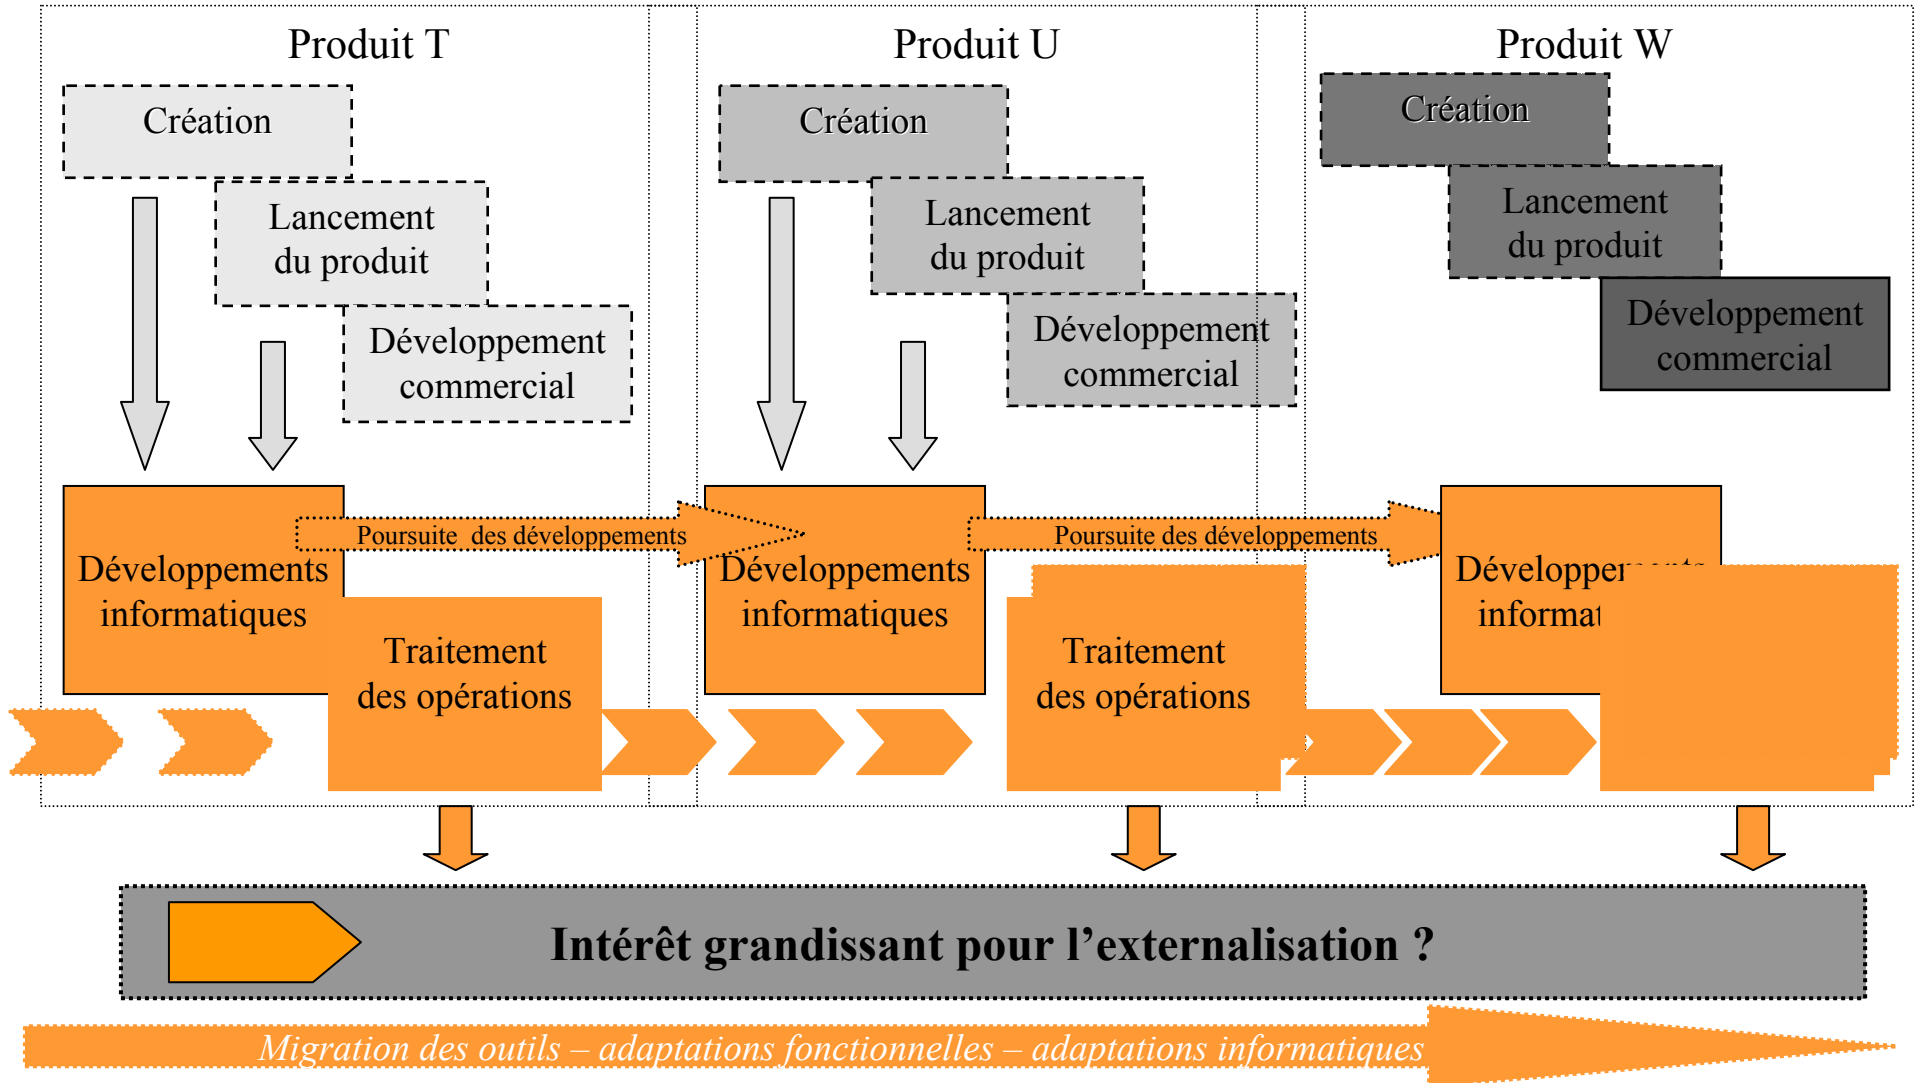 Produit T
Produit U
Produit W
Création
Lancement
du produit
Développement
commercial
Création
Lancement
du produit
Développement
commercial
Création
Lancement
du produit
Développement
commercial
Poursuite des développements
Poursuite des développements
Développements
informatiques
Traitement
des opérations
Développements
informatiques
Traitement
des opérations
Intérêt grandissant pour l’externalisation ?
Migration des outils – adaptations fonctionnelles – adaptations informatiques